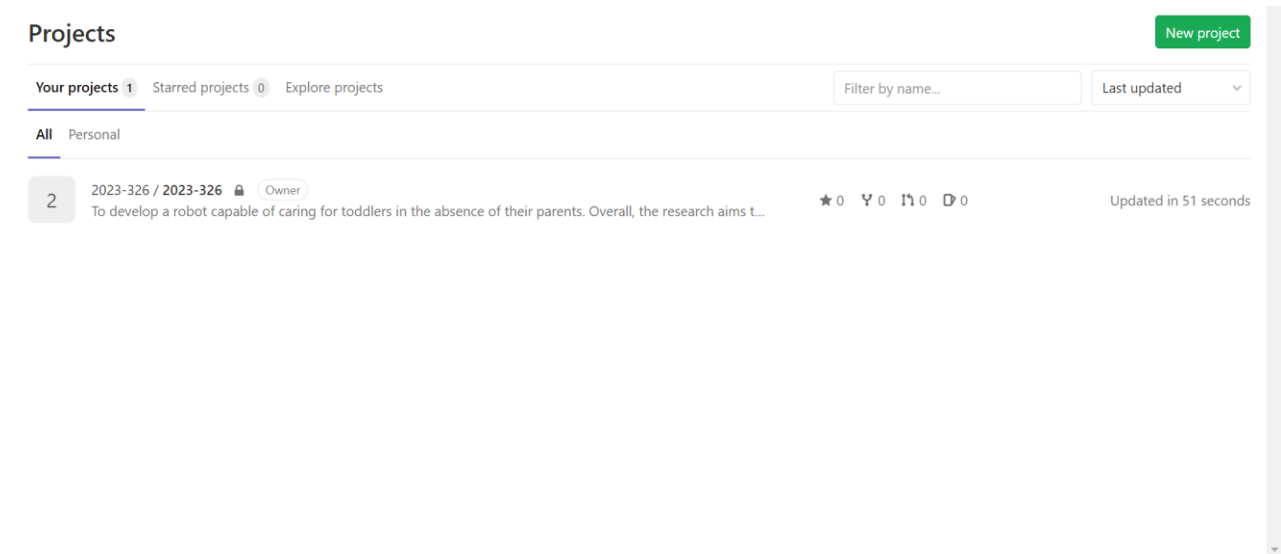 Projects
New project
Your projects 1 Starred projects 0 Explore projects
Filter by name...
Last updated
All Personal
2
2023-326 / 2023-326 Owner
To develop a robot capable of caring for toddlers in the absence of their parents. Overall, the research aims t...
0 0 0 0
Updated in 51 seconds